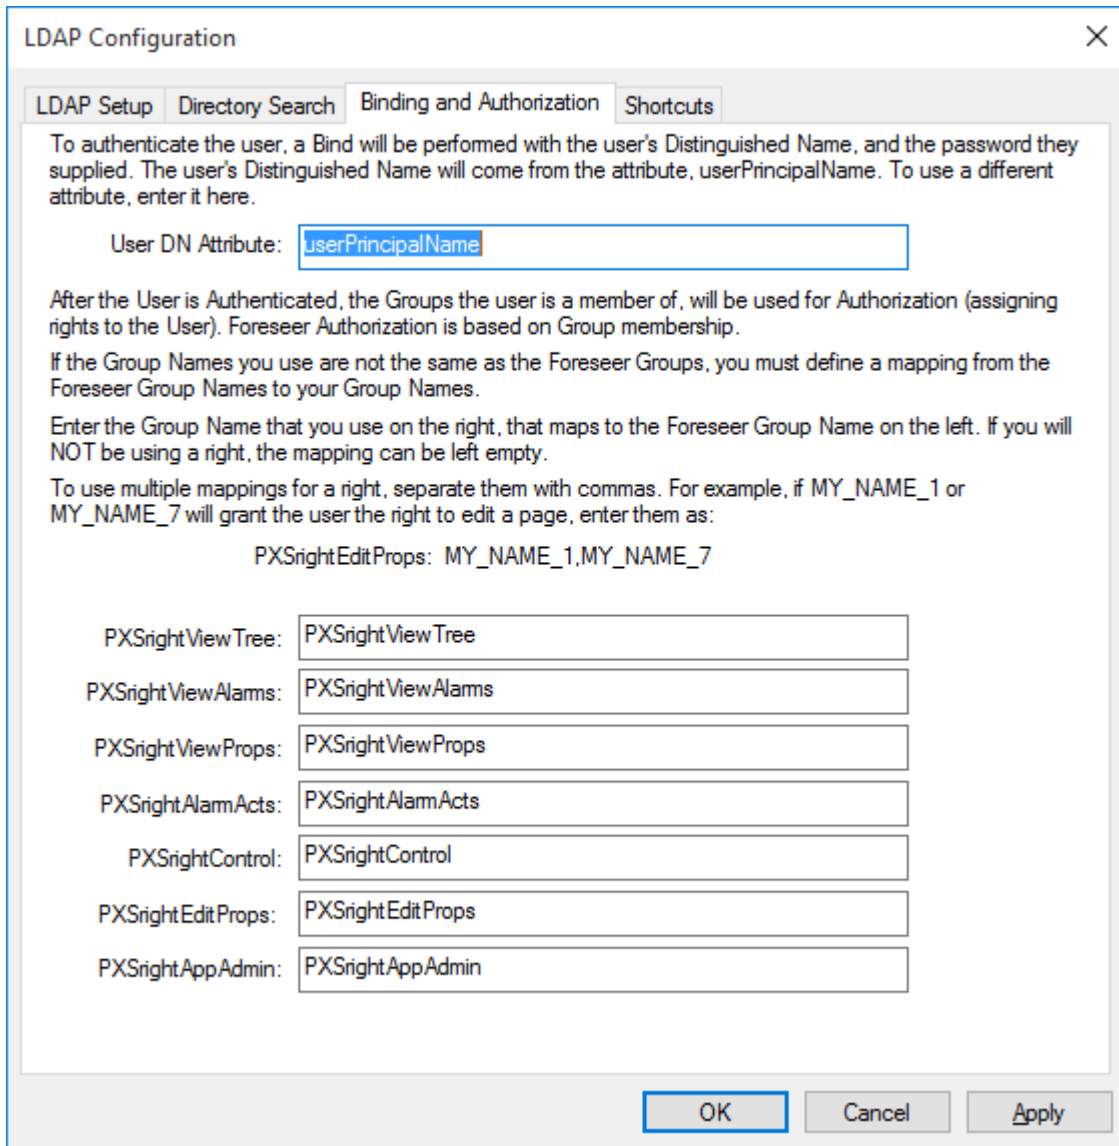 LDAP Configuration
LDAP Setup Directory Search Binding and Authorization Shortcuts
To authenticate the user, a Bind will be performed with the user's Distinguished Name, and the password they
supplied. The user's Distinguished Name will come from the attribute, userPrincipalName. To use a different
attribute, enter it here.
User DN Attribute: userPrincipalName
After the User is Authenticated, the Groups the user is a member of, will be used for Authorization (assigning
rights to the User). Foreseer Authorization is based on Group membership.
If the Group Names you use are not the same as the Foreseer Groups, you must define a mapping from the
Foreseer Group Names to your Group Names.
Enter the Group Name that you use on the right, that maps to the Foreseer Group Name on the left. If you will
NOT be using a right, the mapping can be left empty.
To use multiple mappings for a right, separate them with commas. For example, if MY_NAME_1 or
MY_NAME_7 will grant the user the right to edit a page, enter them as:
PXSrightEditProps: MY_NAME_1,MY_NAME_7
PXSrightViewTree: PXSrightViewTree
PXSrightViewAlarms: PXSrightViewAlarms
PXSrightViewProps: PXSrightViewProps
PXSrightAlarmActs: PXSrightAlarmActs
PXSrightControl: PXSrightControl
PXSrightEditProps: PXSrightEditProps
PXSrightAppAdmin: PXSrightAppAdmin
OK Cancel Apply